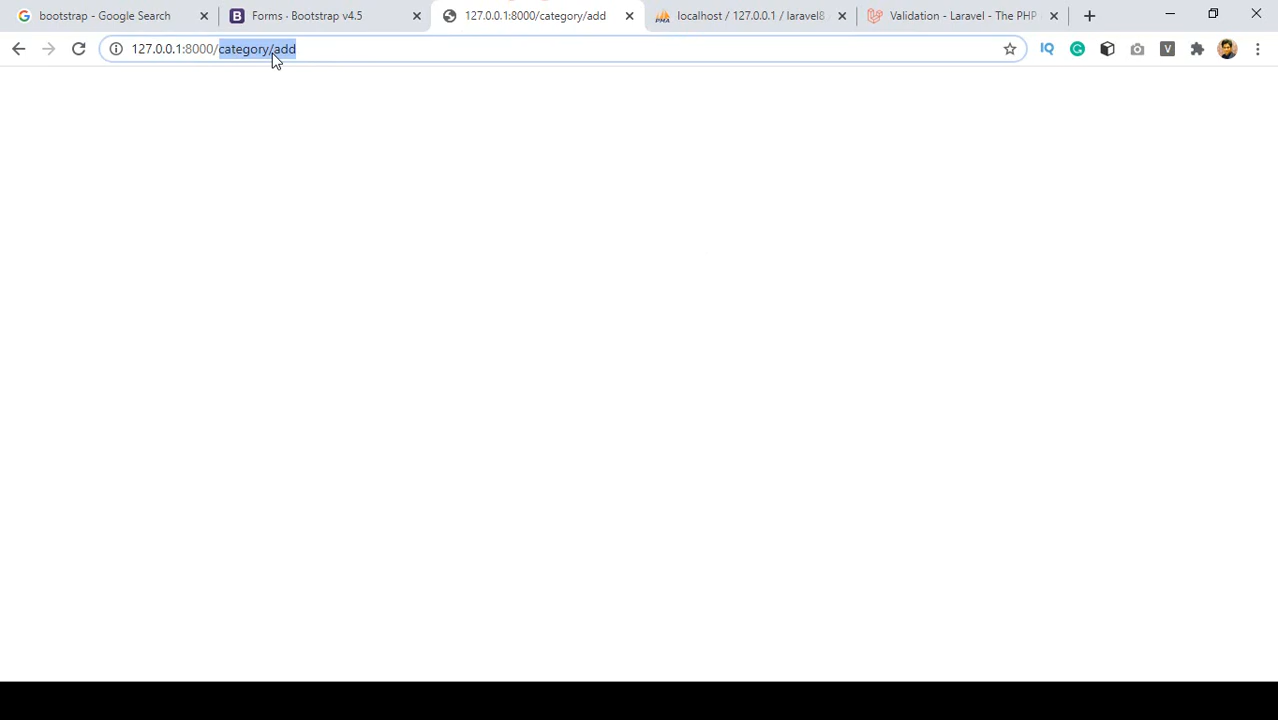 bootstrap - Google Search
Forms · Bootstrap v4.5
127.0.0.1:8000/category/add
localhost / 127.0.0.1 / laravel8
Validation - Laravel - The PHP
127.0.0.1:8000/category/add